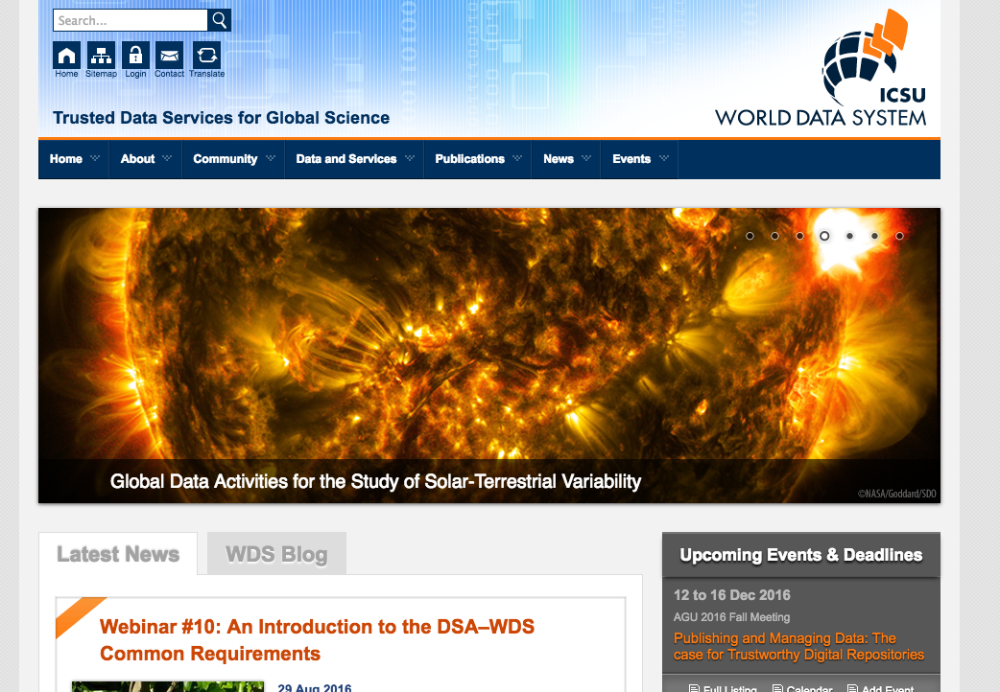 Search...
Home Sitemap Login Contact Translate
Trusted Data Services for Global Science
ICSU
WORLD DATA SYSTEM
Home About Community Data and Services Publications News Events
Global Data Activities for the Study of Solar-Terrestrial Variability
©NASA/Goddard/SDO
Latest News WDS Blog
Webinar #10: An Introduction to the DSA–WDS
Common Requirements
29 Aug 2016
Upcoming Events & Deadlines
12 to 16 Dec 2016
AGU 2016 Fall Meeting
Publishing and Managing Data: The
case for Trustworthy Digital Repositories
Full Listing Calendar Add Event